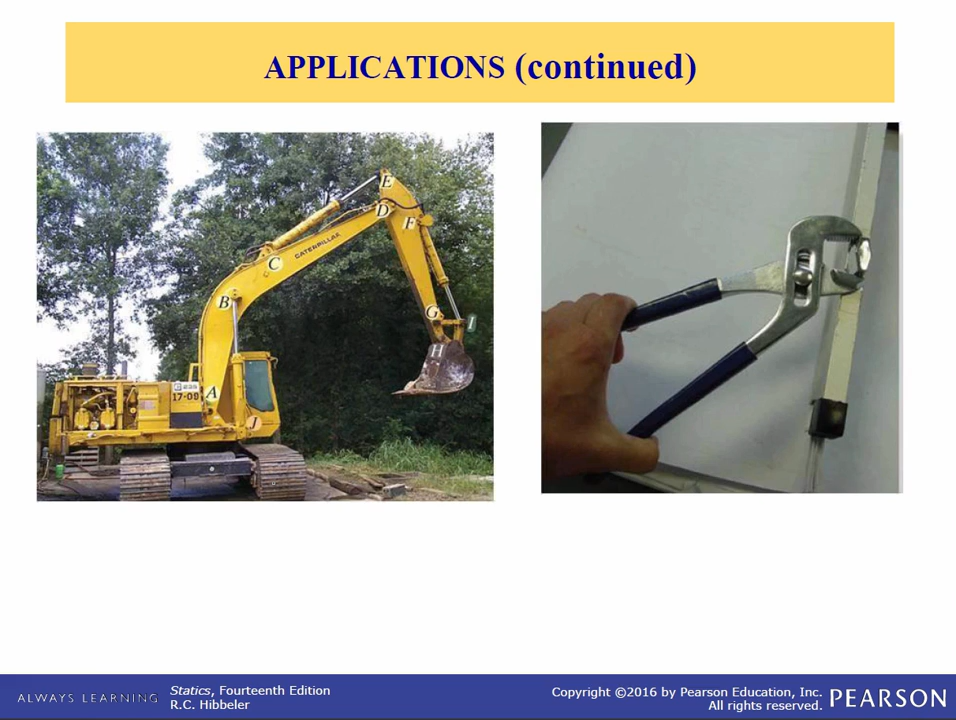 APPLICATIONS (continued)
E
D
F
CATERPILLAR
C
B
G
I
H
235
17-09
A
J
ALWAYS LEARNING
Statics, Fourteenth Edition
R.C. Hibbeler
Copyright ©2016 by Pearson Education, Inc.
All rights reserved.
PEARSON